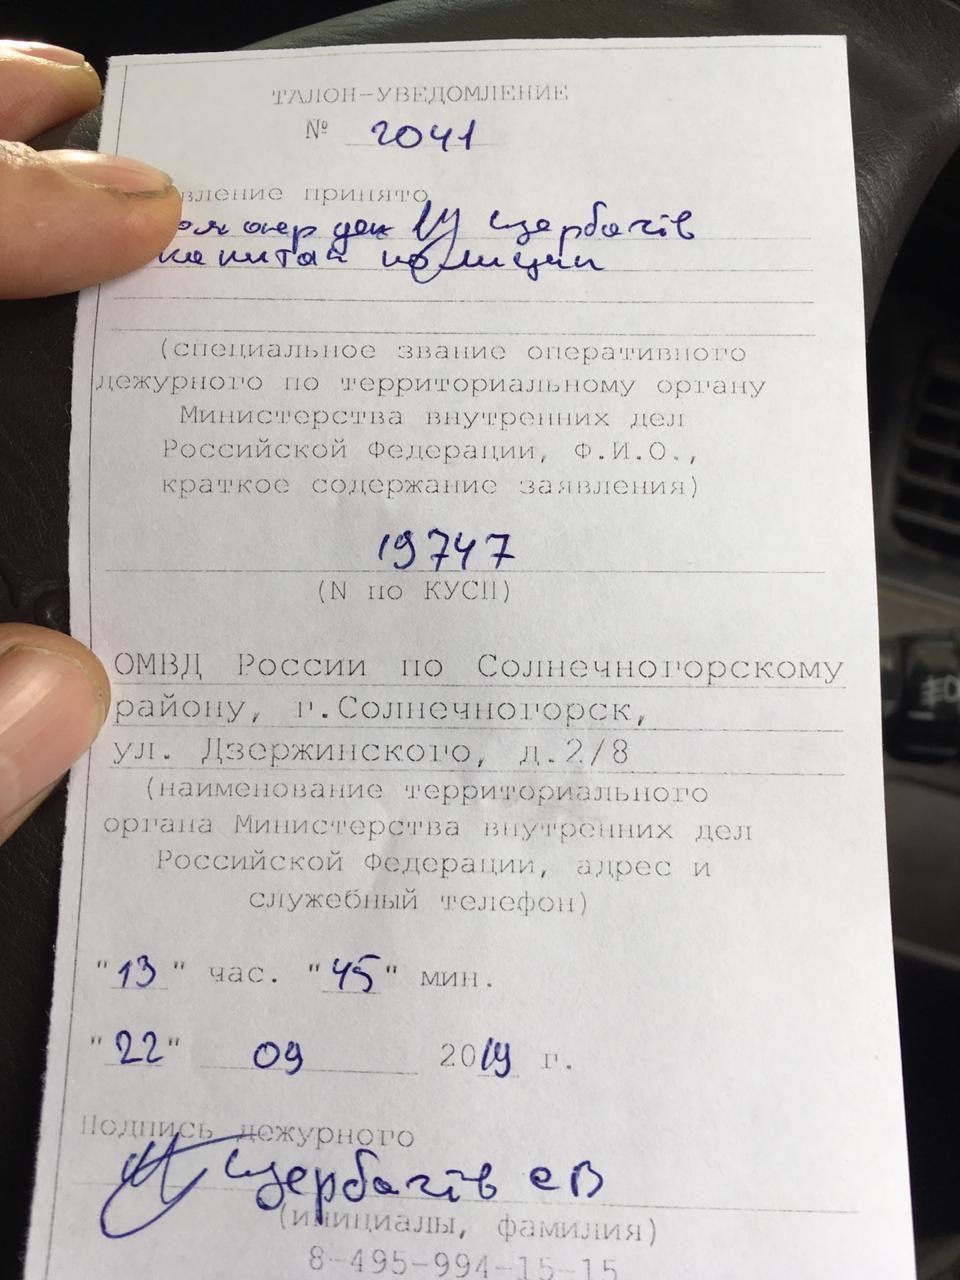 ТАЛОН-УВЕДОМЛЕНИЕ
№ 2041
вление принято
капитан полиции
(специальное звание оперативного
дежурного по территориальному органу
Министерства внутренних дел
Российской Федерации, Ф.И.О.,
краткое содержание заявления)
19747
(N по КУСП)
ОМВД России по Солнечногорскому
району, г.Солнечногорск,
ул. Дзержинского, д.2/8
(наименование территориального
органа Министерства внутренних дел
Российской Федерации, адрес и
служебный телефон)
"13" час. "45" мин.
"22" 09 2019 г.
Подпись дежурного
(инициалы, фамилия)
8-495-994-15-15